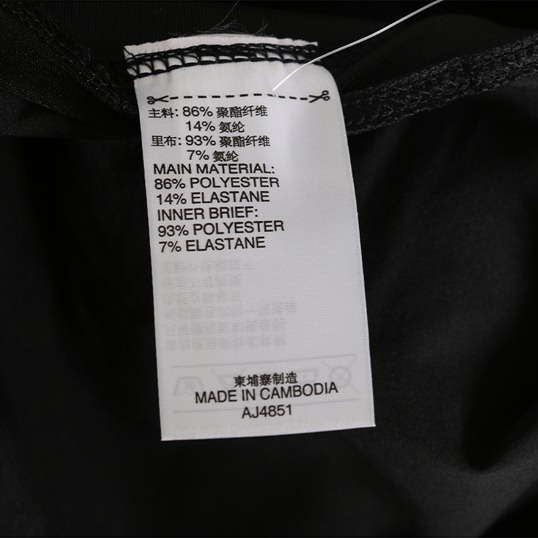 主料: 86% 聚酯纤维
14% 氨纶
里布: 93% 聚酯纤维
7% 氨纶
MAIN MATERIAL:
86% POLYESTER
14% ELASTANE
INNER BRIEF:
93% POLYESTER
7% ELASTANE
柬埔寨制造
MADE IN CAMBODIA
AJ4851